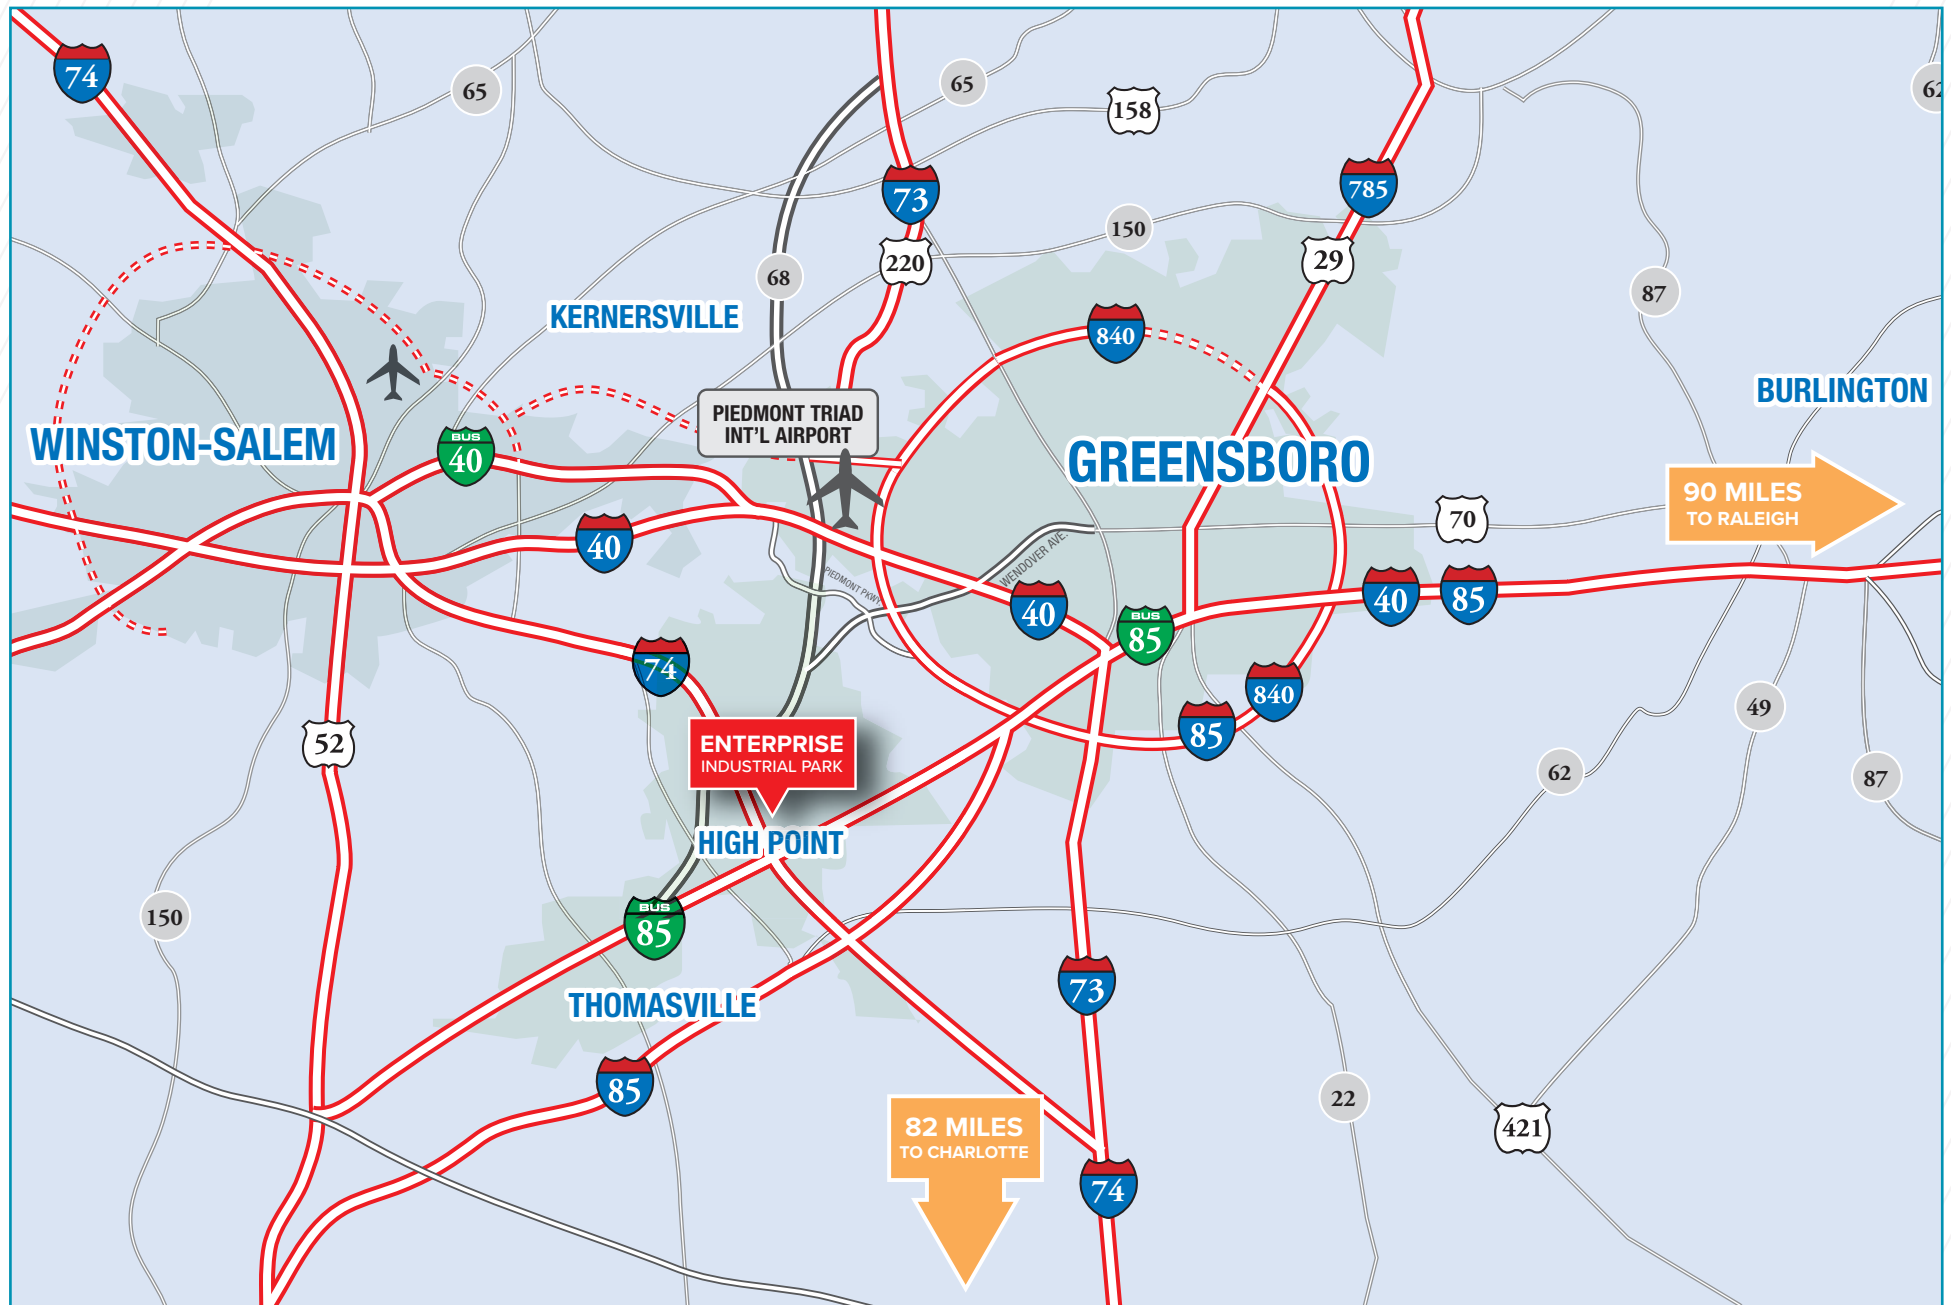 74
65
65
158
62
73
785
150
220
29
68
87
KERNERSVILLE
840
BURLINGTON
PIEDMONT TRIAD
INT'L AIRPORT
WINSTON-SALEM
BUS
40
GREENSBORO
90 MILES
TO RALEIGH
70
40
WENDOVER AVE.
PIEDMONT PKWY.
40
40
85
BUS
85
74
840
85
49
52
ENTERPRISE
INDUSTRIAL PARK
62
87
HIGH POINT
150
BUS
85
73
THOMASVILLE
85
22
82 MILES
TO CHARLOTTE
421
74